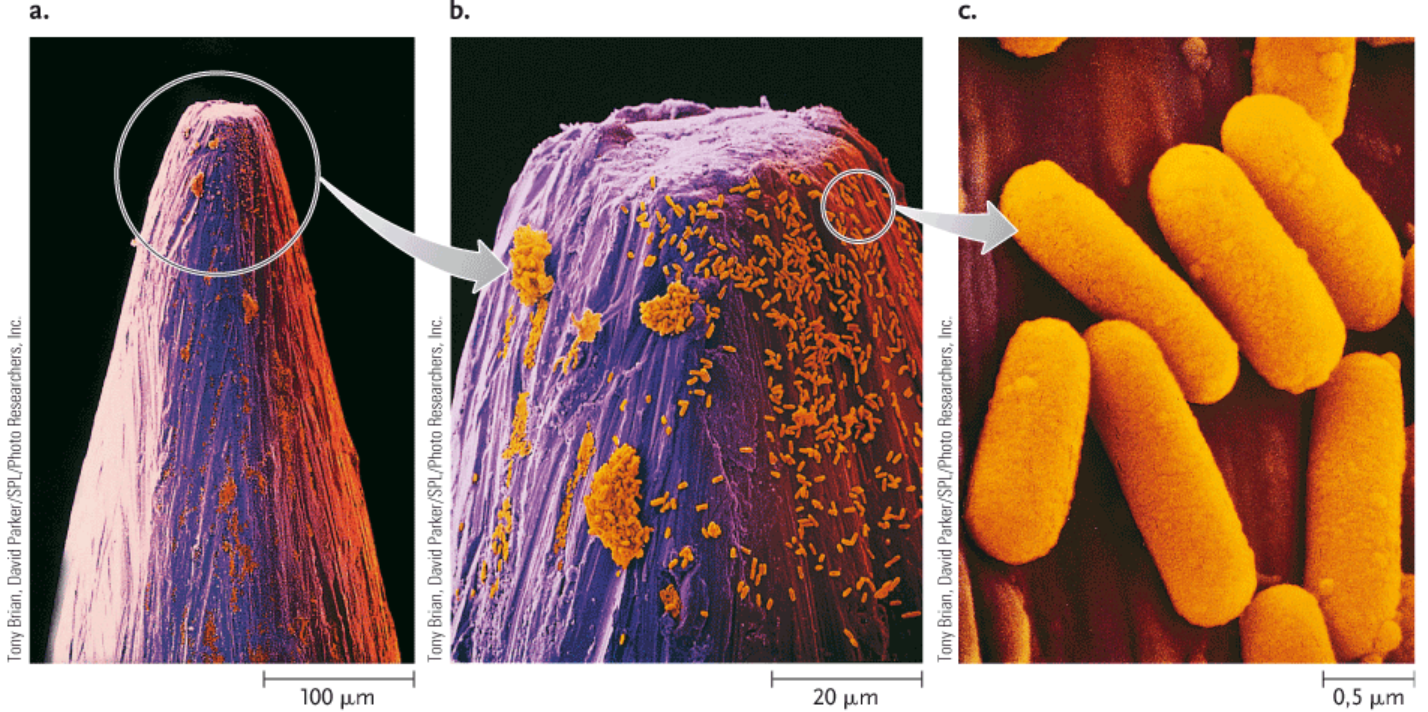 a.
b.
c.
Tony Brian, David Parker/SPL/Photo Researchers, Inc.
Tony Brian, David Parker/SPL/Photo Researchers, Inc.
Tony Brian, David Parker/SPL/Photo Researchers, Inc.
100 μm
20 μm
0,5 μm